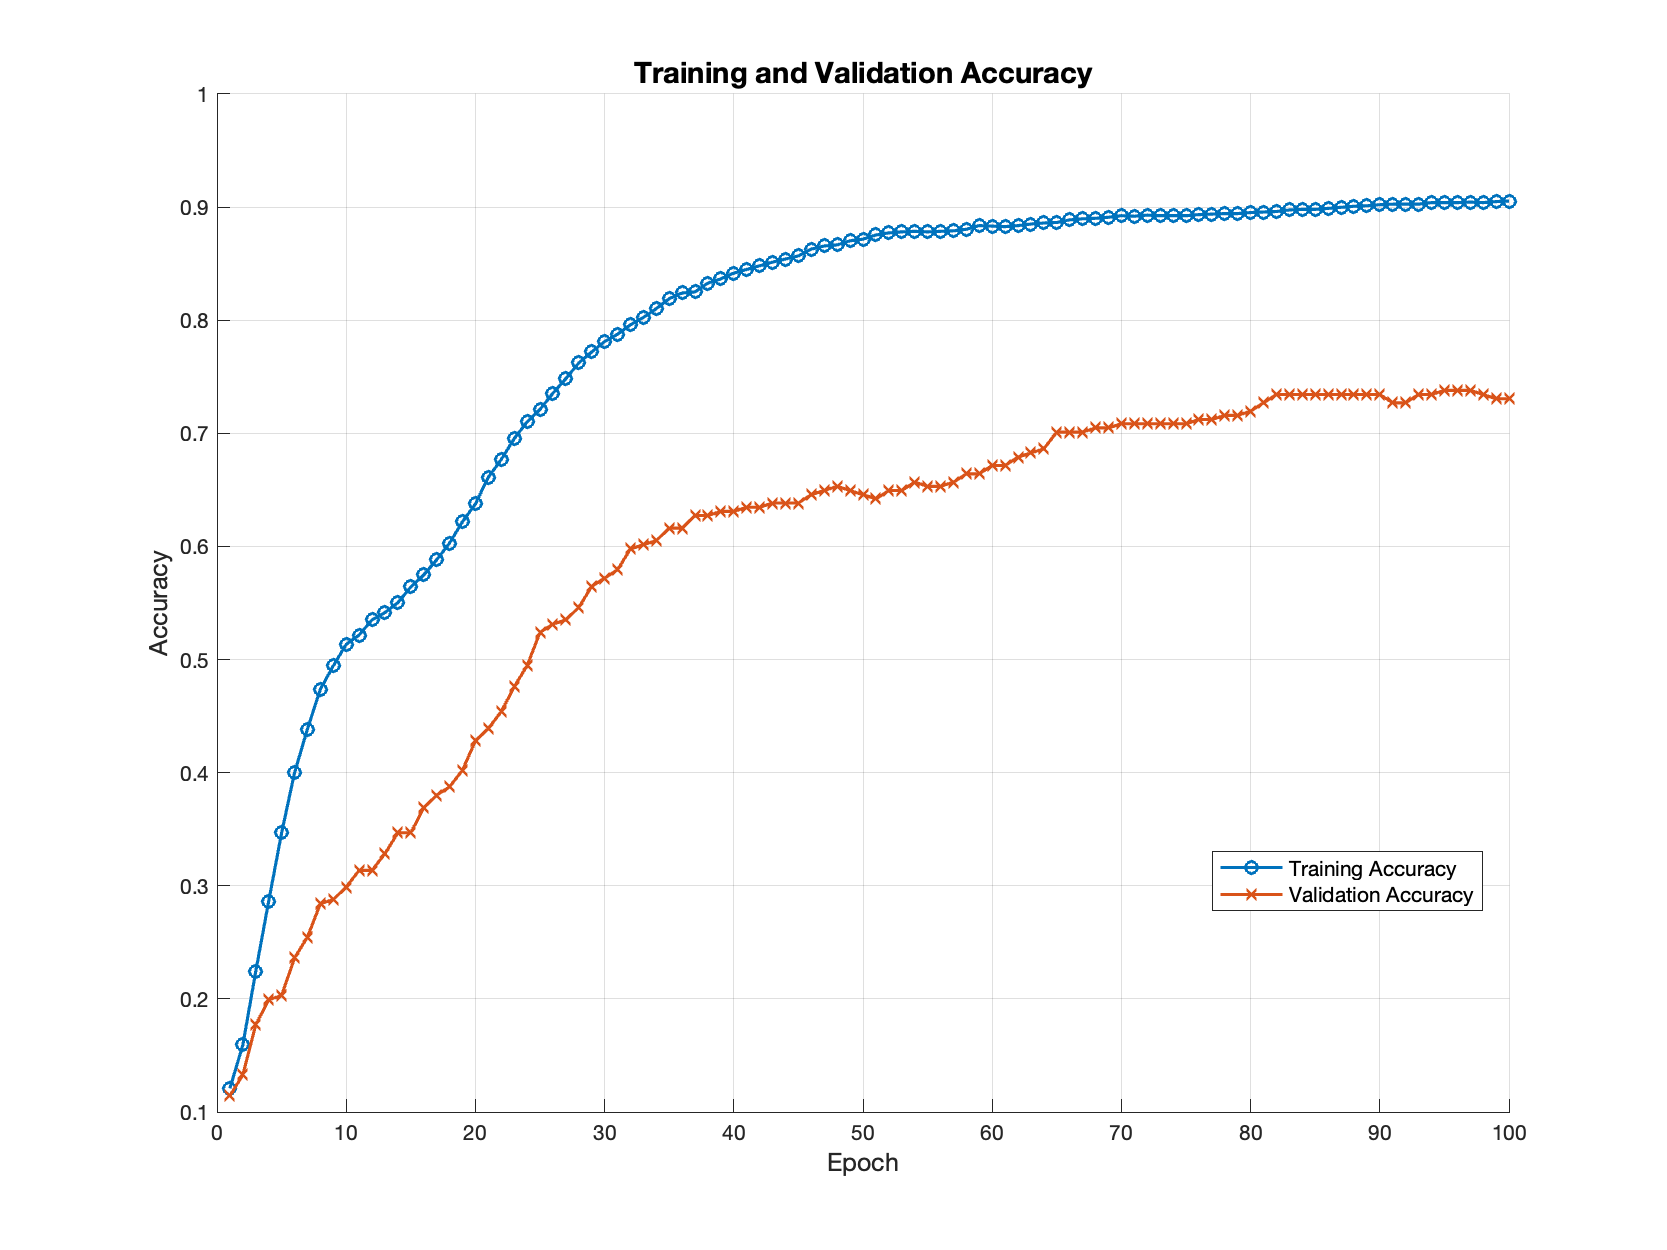 Training and Validation Accuracy
1
0.9
0.8
0.7
0.6
0.5
0.4
0.3
0.2
0.1
Accuracy
Training Accuracy
Validation Accuracy
0 10 20 30 40 50 60 70 80 90 100
Epoch